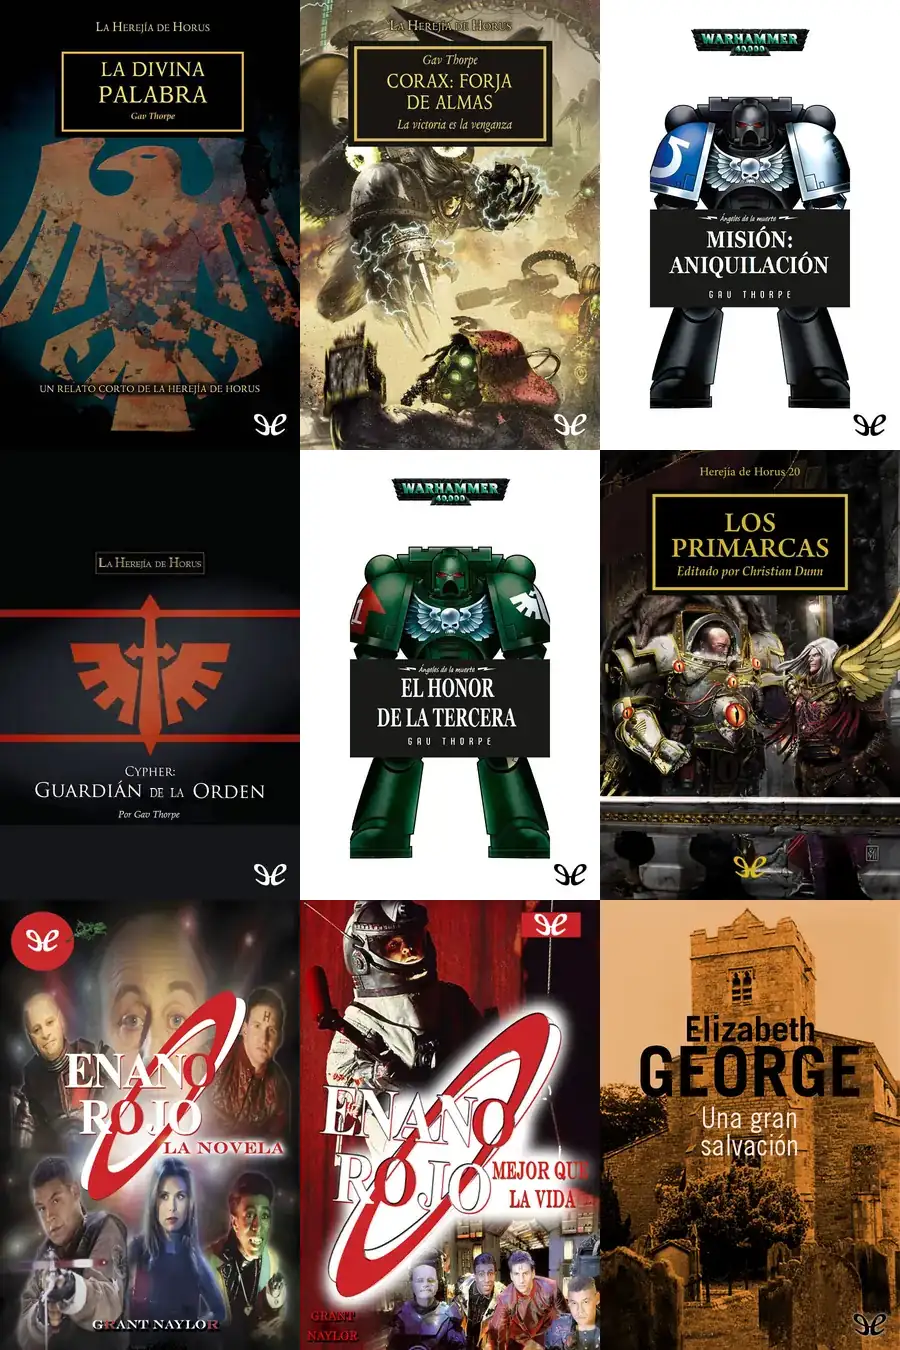 LA HEREJÍA DE HORUS
LA DIVINA
PALABRA
Gav Thorpe
UN RELATO CORTO DE LA HEREJÍA DE HORUS
LA HEREJÍA DE HORUS
Gav Thorpe
CORAX: FORJA
DE ALMAS
La victoria es la venganza
WARHAMMER
40,000
5
Ángeles de la muerte
MISIÓN:
ANIQUILACIÓN
GAV THORPE
LA HEREJÍA DE HORUS
CYPHER:
GUARDIÁN DE LA ORDEN
Por Gav Thorpe
WARHAMMER
40,000
1
Ángeles de la muerte
EL HONOR
DE LA TERCERA
GAV THORPE
Herejía de Horus 20
LOS
PRIMARCAS
Editado por Christian Dunn
H
ENANO
ROJO
LA NOVELA
GRANT NAYLOR
ENANO
ROJO
MEJOR QUE
LA VIDA
GRANT
NAYLOR
Elizabeth
GEORGE
Una gran
salvación